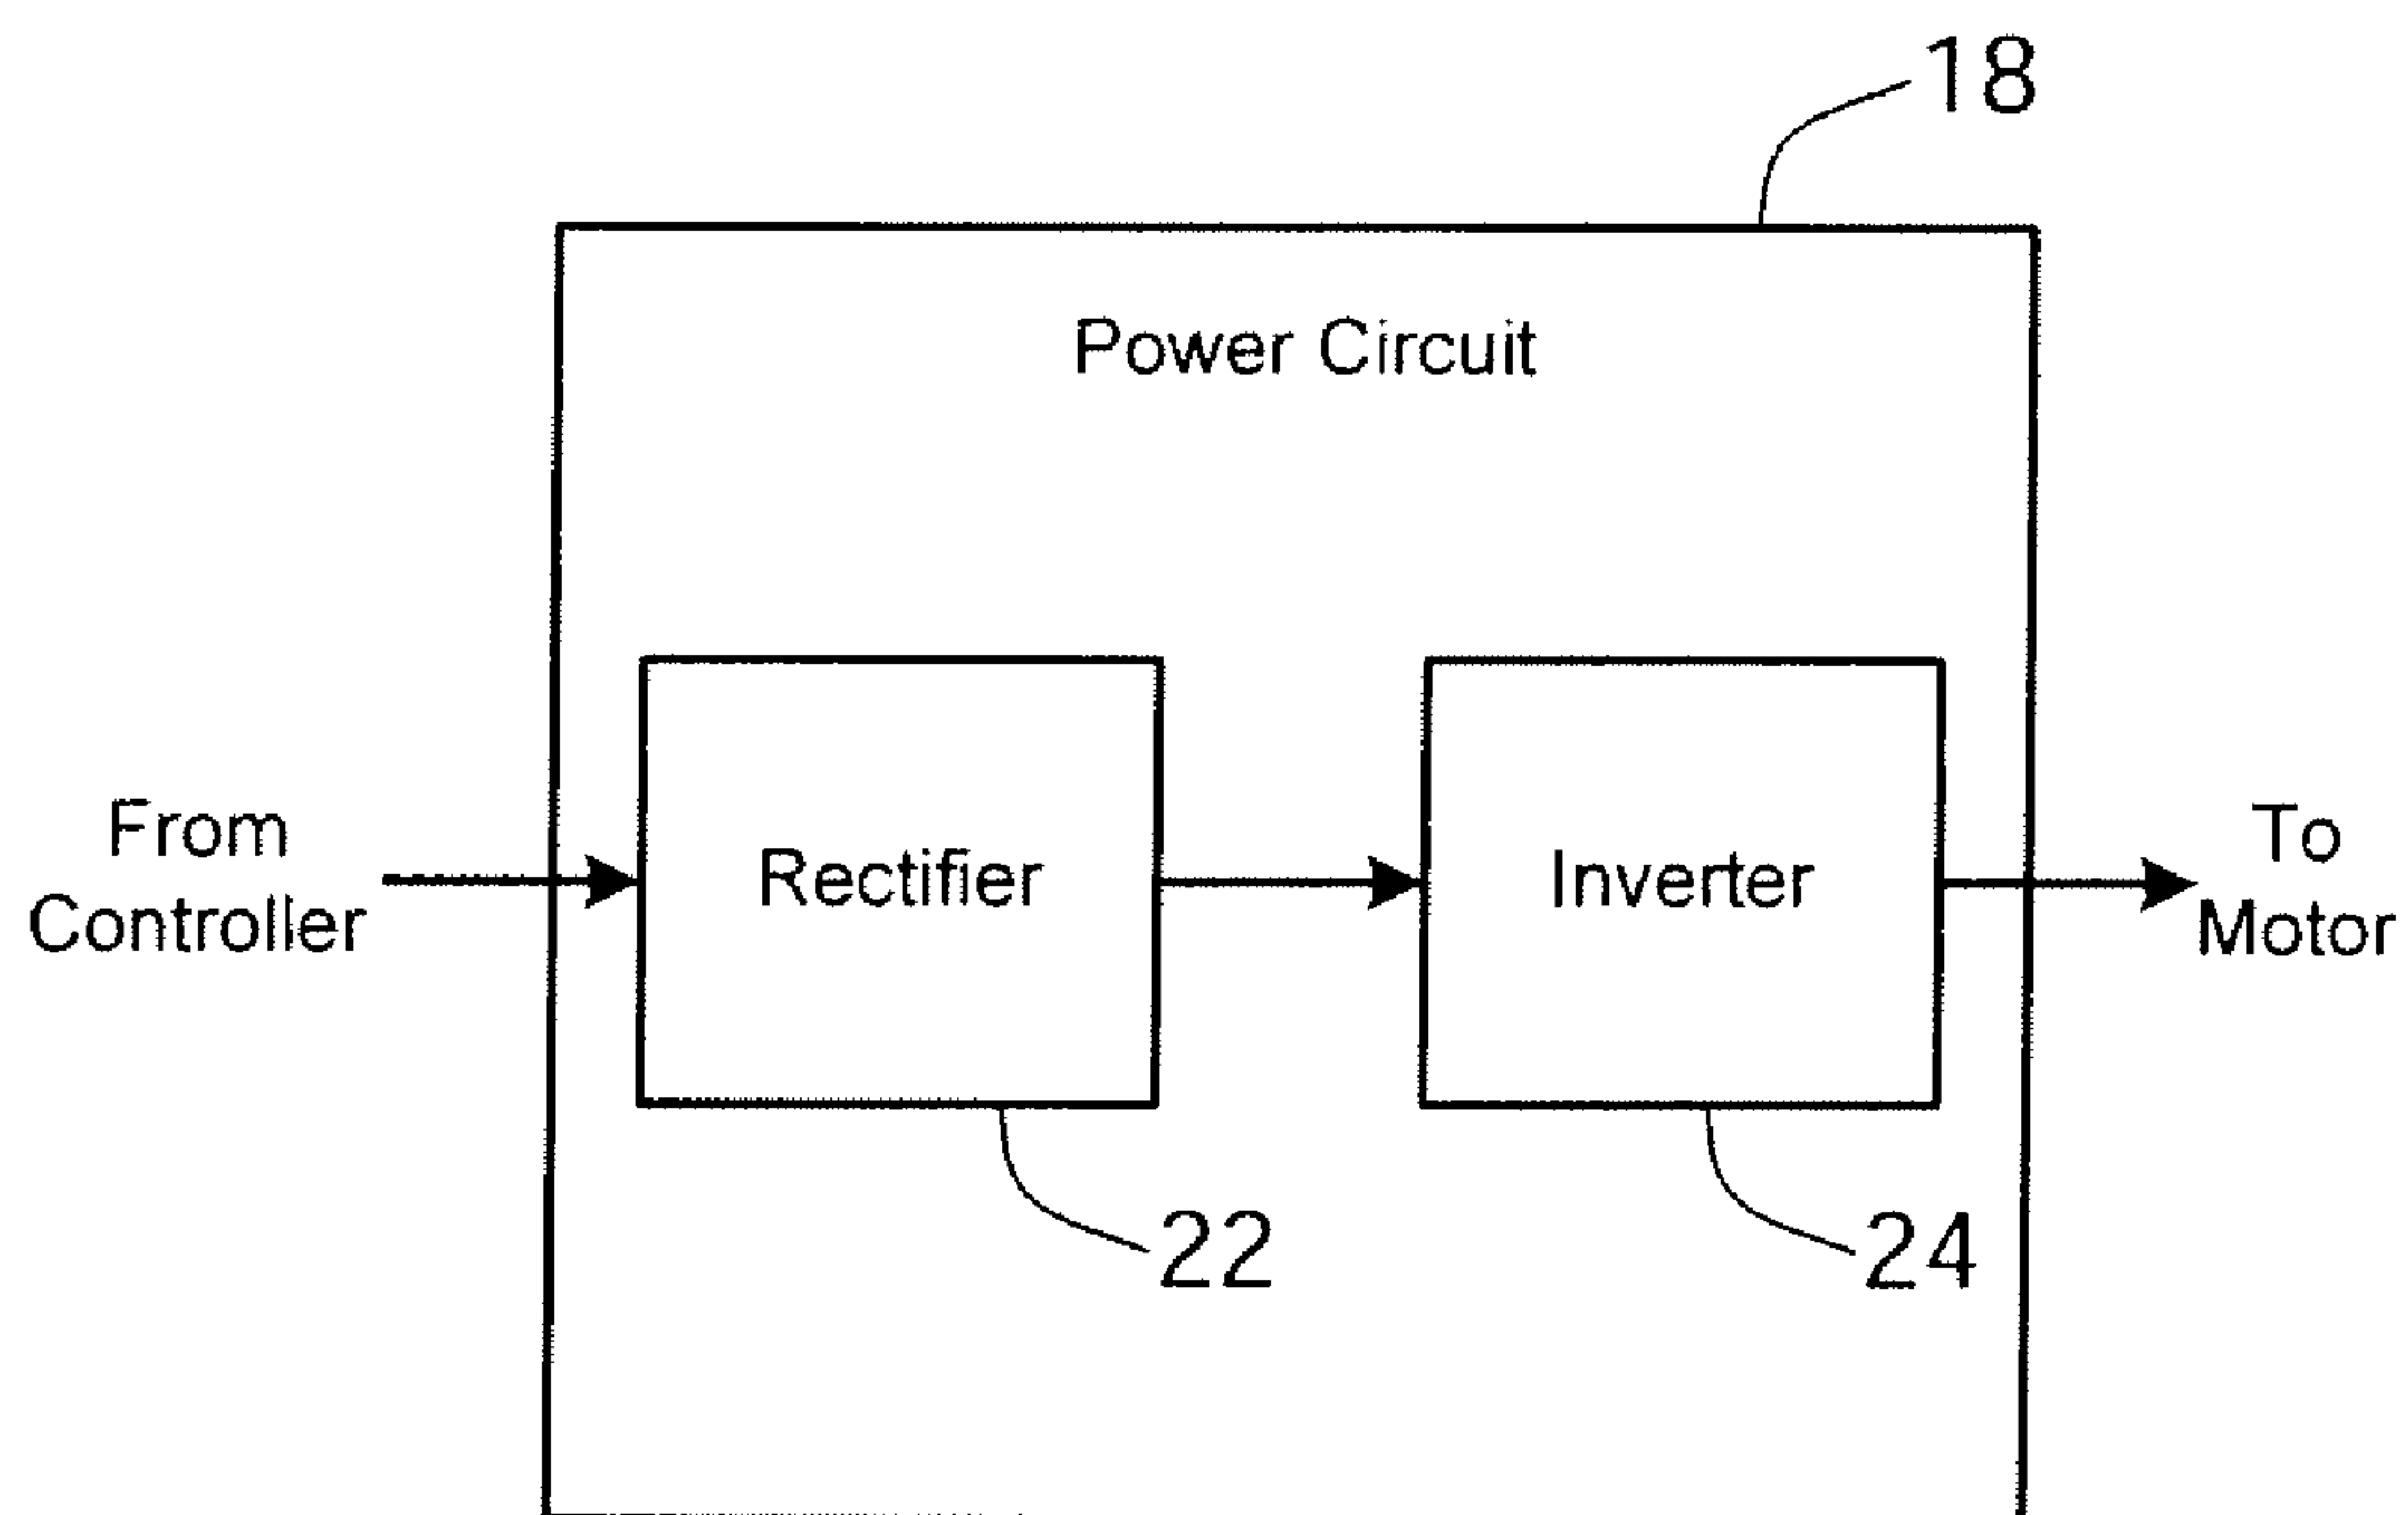 18
Power Circuit
From
Controller
Rectifier
Inverter
To
Motor
22
24